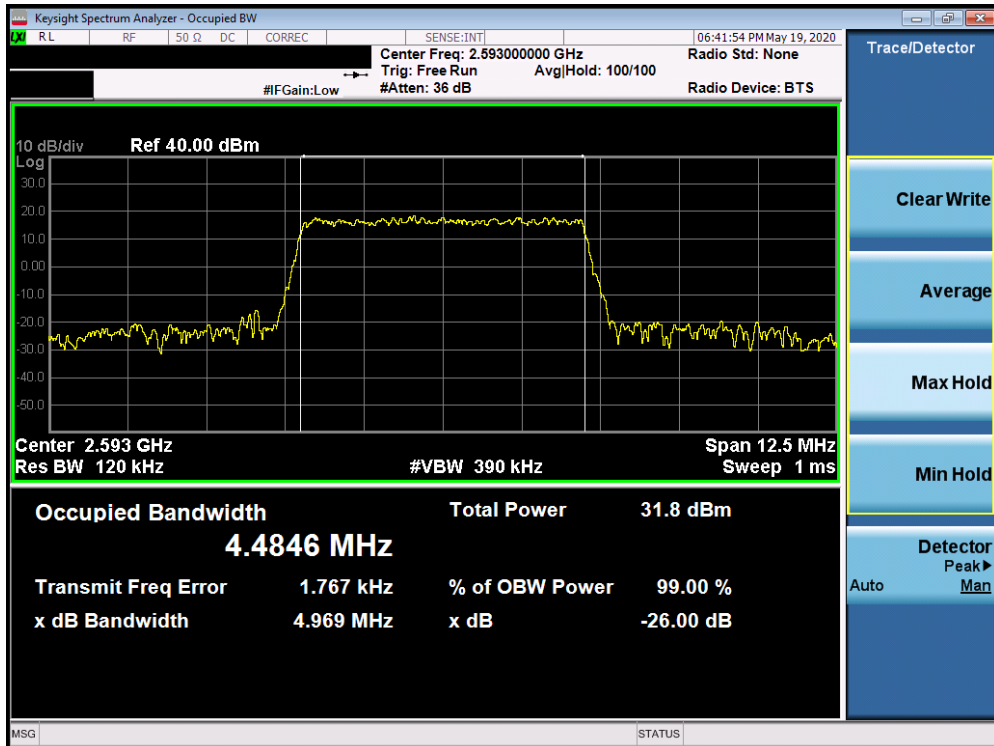 Keysight Spectrum Analyzer - Occupied BW
LXI RL RF 50 Ω DC CORREC SENSE:INT 06:41:54 PM May 19, 2020
Center Freq: 2.593000000 GHz Radio Std: None
Trig: Free Run Avg|Hold: 100/100
#IFGain:Low #Atten: 36 dB Radio Device: BTS
10 dB/div Ref 40.00 dBm
Log
30.0
20.0
10.0
0.00
-10.0
-20.0
-30.0
-40.0
-50.0
Center 2.593 GHz Span 12.5 MHz
Res BW 120 kHz #VBW 390 kHz Sweep 1 ms
Occupied Bandwidth Total Power 31.8 dBm
4.4846 MHz
Transmit Freq Error 1.767 kHz % of OBW Power 99.00 %
x dB Bandwidth 4.969 MHz x dB -26.00 dB
MSG STATUS
Trace/Detector
Clear Write
Average
Max Hold
Min Hold
Detector
Peak▶
Auto Man